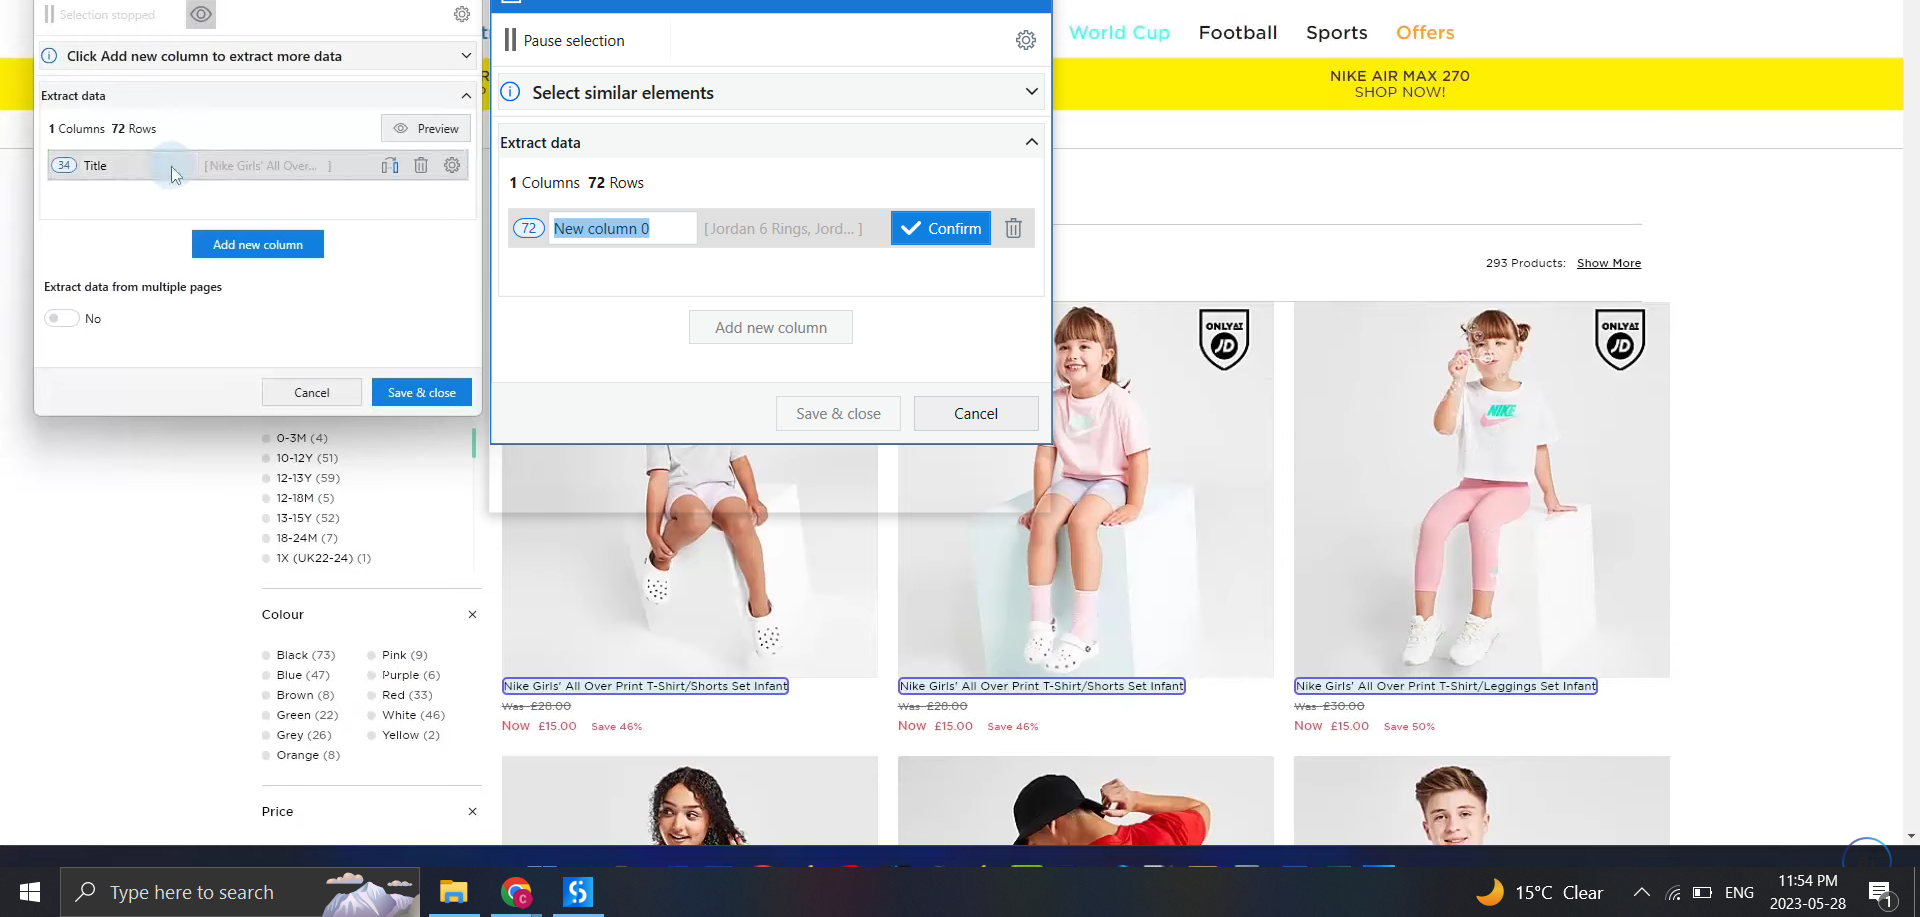 Selection stopped
Click Add new column to extract more data
Extract data
1 Columns 72 Rows
Preview
34 Title [Nike Girls' All Over... ]
Add new column
Extract data from multiple pages
No
Cancel
Save & close
Pause selection
Select similar elements
Extract data
1 Columns 72 Rows
72 New column 0 [Jordan 6 Rings, Jord... ] Confirm
Add new column
Save & close
Cancel
World Cup Football Sports Offers
NIKE AIR MAX 270
SHOP NOW!
293 Products: Show More
ONLY AT
JD
ONLY AT
JD
NIKE
0-3M (4)
10-12Y (51)
12-13Y (59)
12-18M (5)
13-15Y (52)
18-24M (7)
1X (UK22-24) (1)
Colour
Black (73) Pink (9)
Blue (47) Purple (6)
Brown (8) Red (33)
Green (22) White (46)
Grey (26) Yellow (2)
Orange (8)
Price
Nike Girls' All Over Print T-Shirt/Shorts Set Infant
Was £28.00
Now £15.00 Save 46%
Nike Girls' All Over Print T-Shirt/Shorts Set Infant
Was £28.00
Now £15.00 Save 46%
Nike Girls' All Over Print T-Shirt/Leggings Set Infant
Was £30.00
Now £15.00 Save 50%
Type here to search
15°C Clear
ENG
11:54 PM
2023-05-28
1